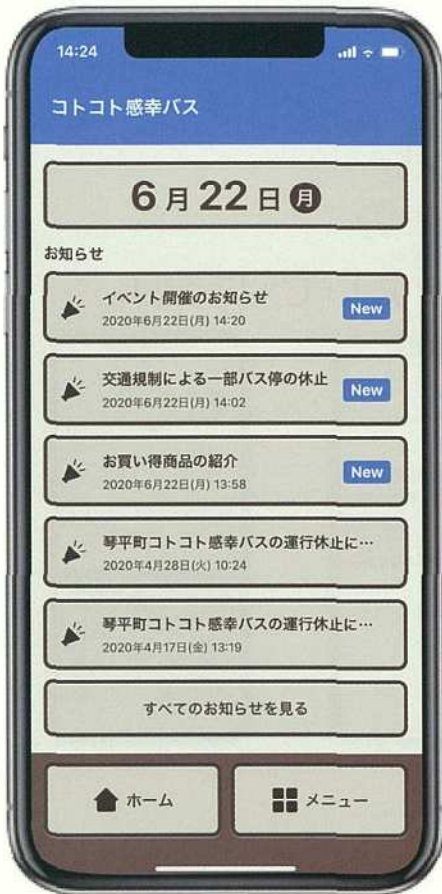 14:24
コトコト感幸バス
6月22日 月
お知らせ
イベント開催のお知らせ
2020年6月22日(月) 14:20
New
交通規制による一部バス停の休止
2020年6月22日(月) 14:02
New
お買い得商品の紹介
2020年6月22日(月) 13:58
New
琴平町コトコト感幸バスの運行休止に…
2020年4月28日(火) 10:24
琴平町コトコト感幸バスの運行休止に…
2020年4月17日(金) 13:19
すべてのお知らせを見る
ホーム
メニュー